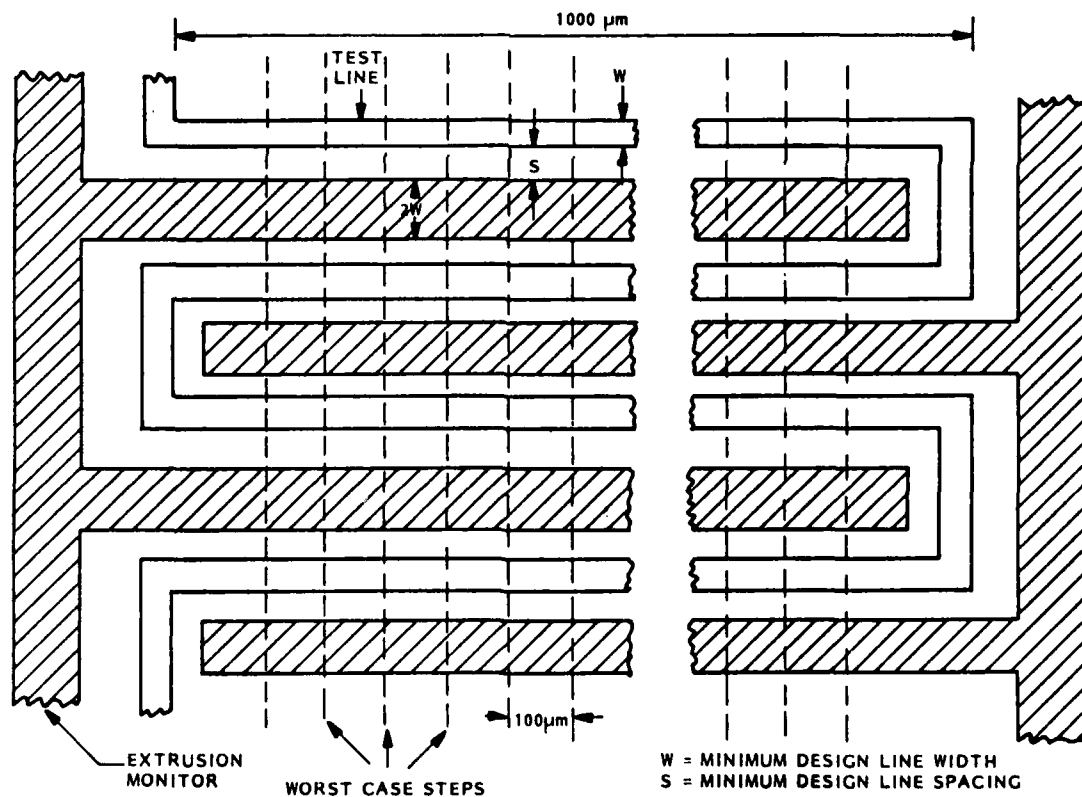 1000 μm
TEST
LINE
W
S
2W
100μm
EXTRUSION
MONITOR
WORST CASE STEPS
W = MINIMUM DESIGN LINE WIDTH
S = MINIMUM DESIGN LINE SPACING